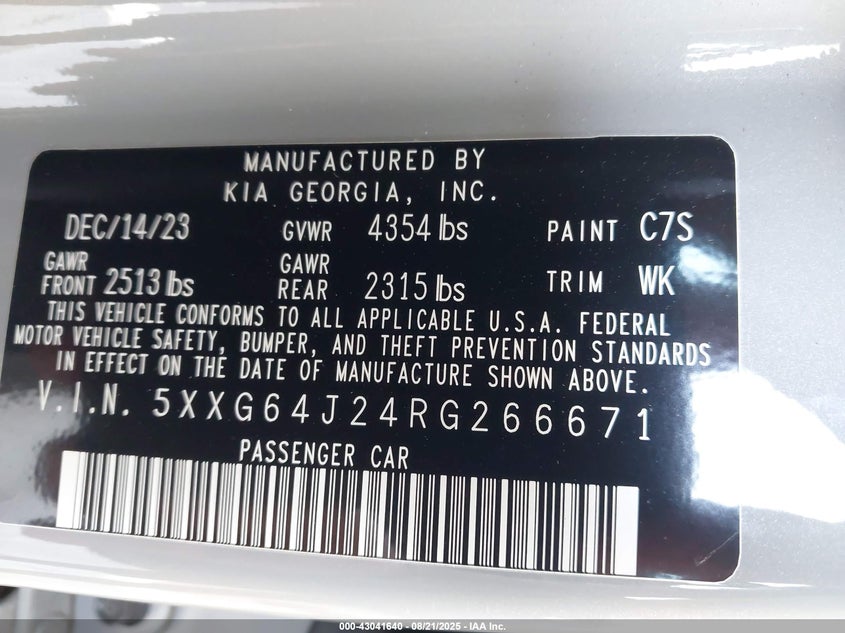 MANUFACTURED BY
KIA GEORGIA, INC.
DEC/14/23 GVWR 4354 lbs PAINT C7S
GAWR FRONT 2513 lbs GAWR REAR 2315 lbs TRIM WK
THIS VEHICLE CONFORMS TO ALL APPLICABLE U.S.A. FEDERAL
MOTOR VEHICLE SAFETY, BUMPER, AND THEFT PREVENTION STANDARDS
IN EFFECT ON THE DATE OF MANUFACTURE SHOWN ABOVE.
V.I.N. 5XXG64J24RG266671
PASSENGER CAR
000-43041640 - 08/21/2025 - IAA Inc.